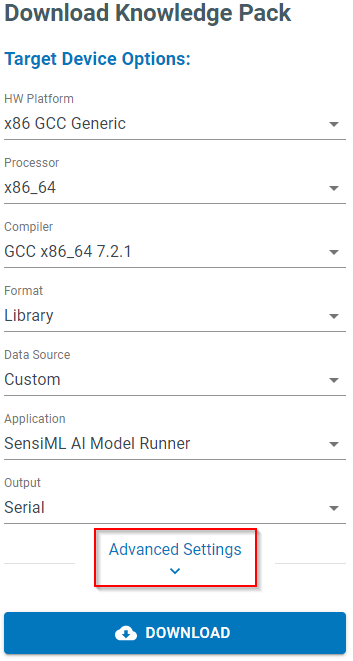 Download Knowledge Pack
Target Device Options:
HW Platform
x86 GCC Generic
Processor
x86_64
Compiler
GCC x86_64 7.2.1
Format
Library
Data Source
Custom
Application
SensiML AI Model Runner
Output
Serial
Advanced Settings
DOWNLOAD